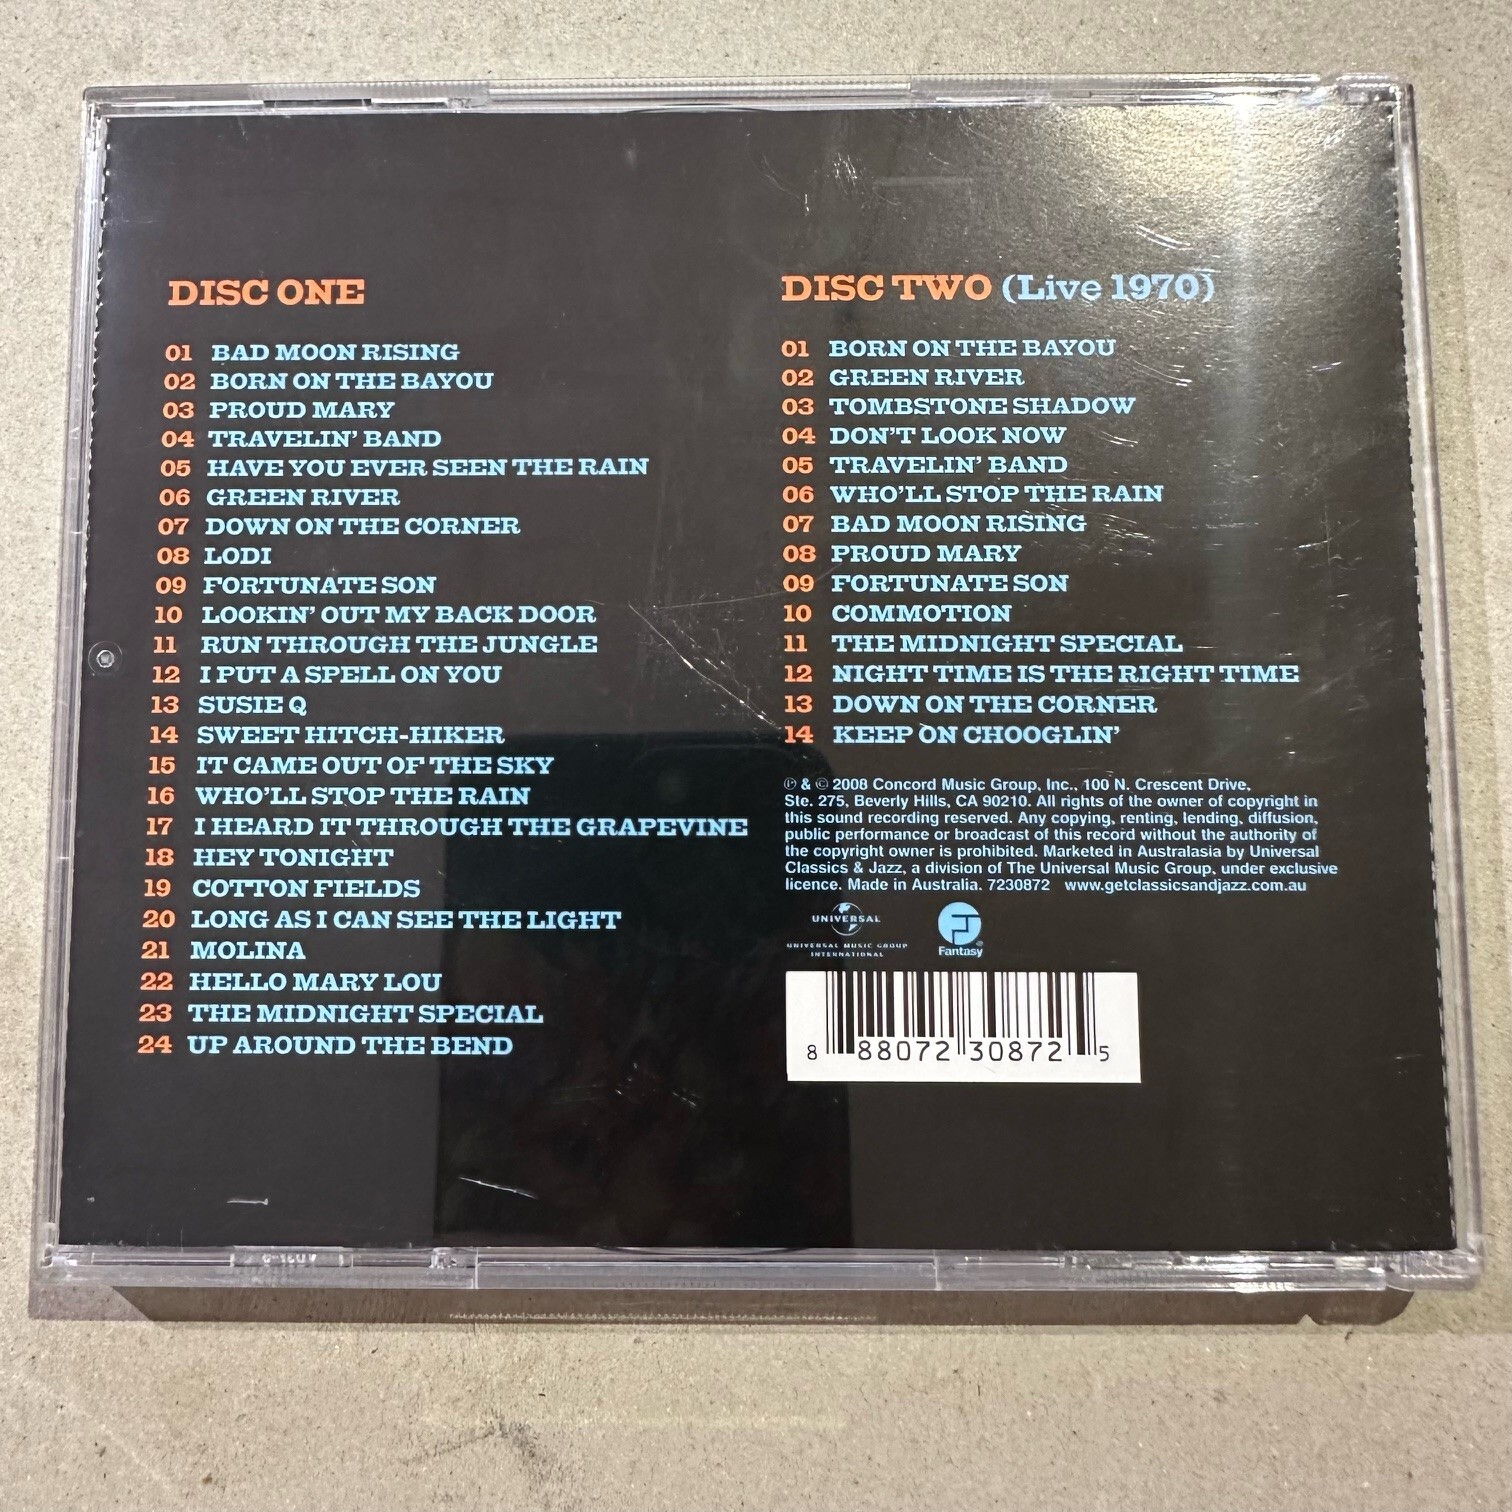 DISC ONE
01 BAD MOON RISING
02 BORN ON THE BAYOU
03 PROUD MARY
04 TRAVELIN' BAND
05 HAVE YOU EVER SEEN THE RAIN
06 GREEN RIVER
07 DOWN ON THE CORNER
08 LODI
09 FORTUNATE SON
10 LOOKIN' OUT MY BACK DOOR
11 RUN THROUGH THE JUNGLE
12 I PUT A SPELL ON YOU
13 SUSIE Q
14 SWEET HITCH-HIKER
15 IT CAME OUT OF THE SKY
16 WHO'LL STOP THE RAIN
17 I HEARD IT THROUGH THE GRAPEVINE
18 HEY TONIGHT
19 COTTON FIELDS
20 LONG AS I CAN SEE THE LIGHT
21 MOLINA
22 HELLO MARY LOU
23 THE MIDNIGHT SPECIAL
24 UP AROUND THE BEND
DISC TWO (Live 1970)
01 BORN ON THE BAYOU
02 GREEN RIVER
03 TOMBSTONE SHADOW
04 DON'T LOOK NOW
05 TRAVELIN' BAND
06 WHO'LL STOP THE RAIN
07 BAD MOON RISING
08 PROUD MARY
09 FORTUNATE SON
10 COMMOTION
11 THE MIDNIGHT SPECIAL
12 NIGHT TIME IS THE RIGHT TIME
13 DOWN ON THE CORNER
14 KEEP ON CHOOGLIN'
℗ & © 2008 Concord Music Group, Inc., 100 N. Crescent Drive,
Ste. 275, Beverly Hills, CA 90210. All rights of the owner of copyright in
this sound recording reserved. Any copying, renting, lending, diffusion,
public performance or broadcast of this record without the authority of
the copyright owner is prohibited. Marketed in Australasia by Universal
Classics & Jazz, a division of The Universal Music Group, under exclusive
licence. Made in Australia. 7230872 www.getclassicsandjazz.com.au
UNIVERSAL
UNIVERSAL MUSIC GROUP
INTERNATIONAL
Fantasy®
8 88072 30872 5